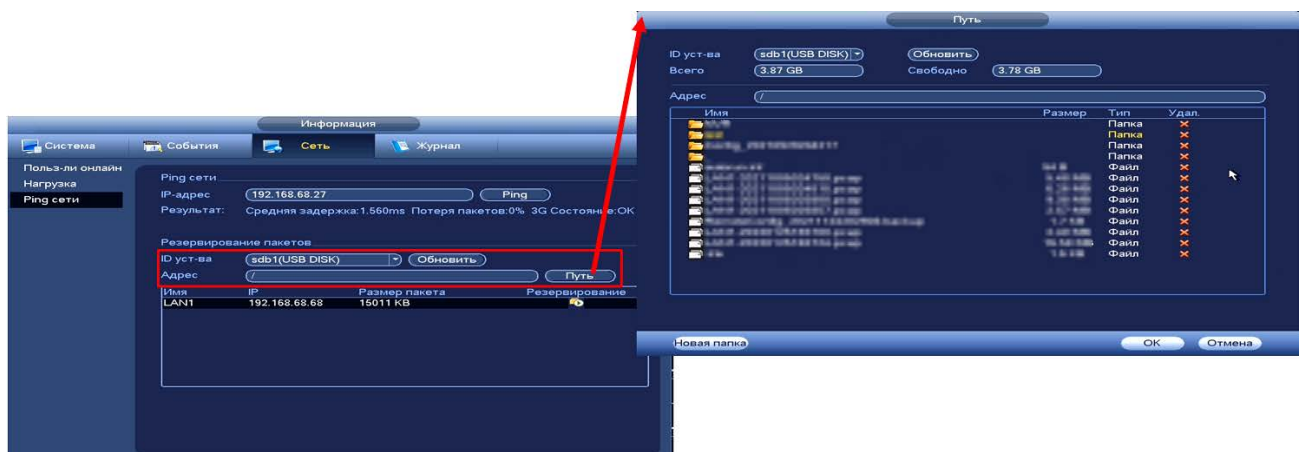 Информация
Система События Сеть Журнал
Польз-ли онлайн
Нагрузка
Ping сети
Ping сети
IP-адрес 192.168.68.27 Ping
Результат: Средняя задержка:1.560ms Потеря пакетов:0% 3G Состояние:OK
Резервирование пакетов
ID уст-ва sdb1(USB DISK) Обновить
Адрес / Путь
Имя IP Размер пакета Резервирование
LAN1 192.168.68.68 15011 KB
Путь
ID уст-ва sdb1(USB DISK) Обновить
Всего 3.87 GB Свободно 3.78 GB
Адрес /
Имя Размер Тип Удал.
Папка
Папка
Папка
Папка
Файл
Файл
Файл
Файл
Файл
Файл
Файл
Файл
Файл
Новая папка OK Отмена